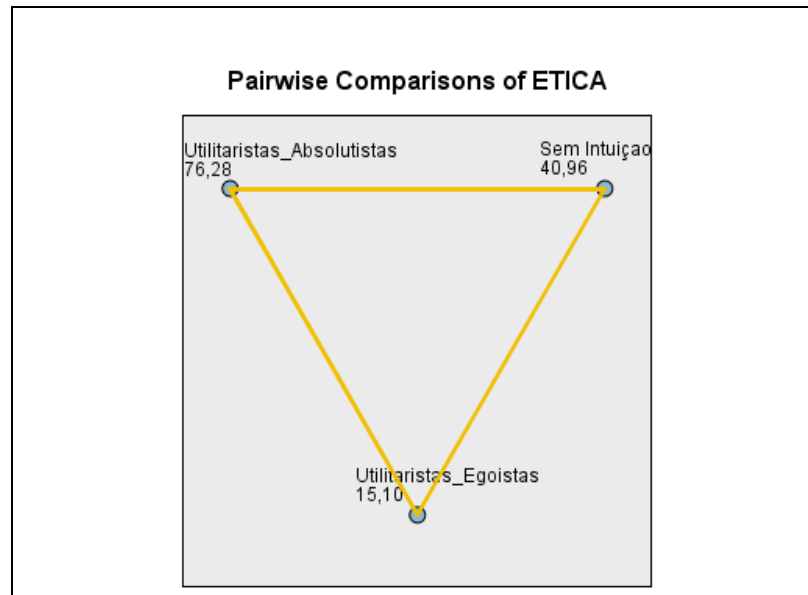 Pairwise Comparisons of ETICA
Utilitaristas_Absolutistas
76,28
Sem Intuiçao
40,96
Utilitaristas_Egoistas
15,10